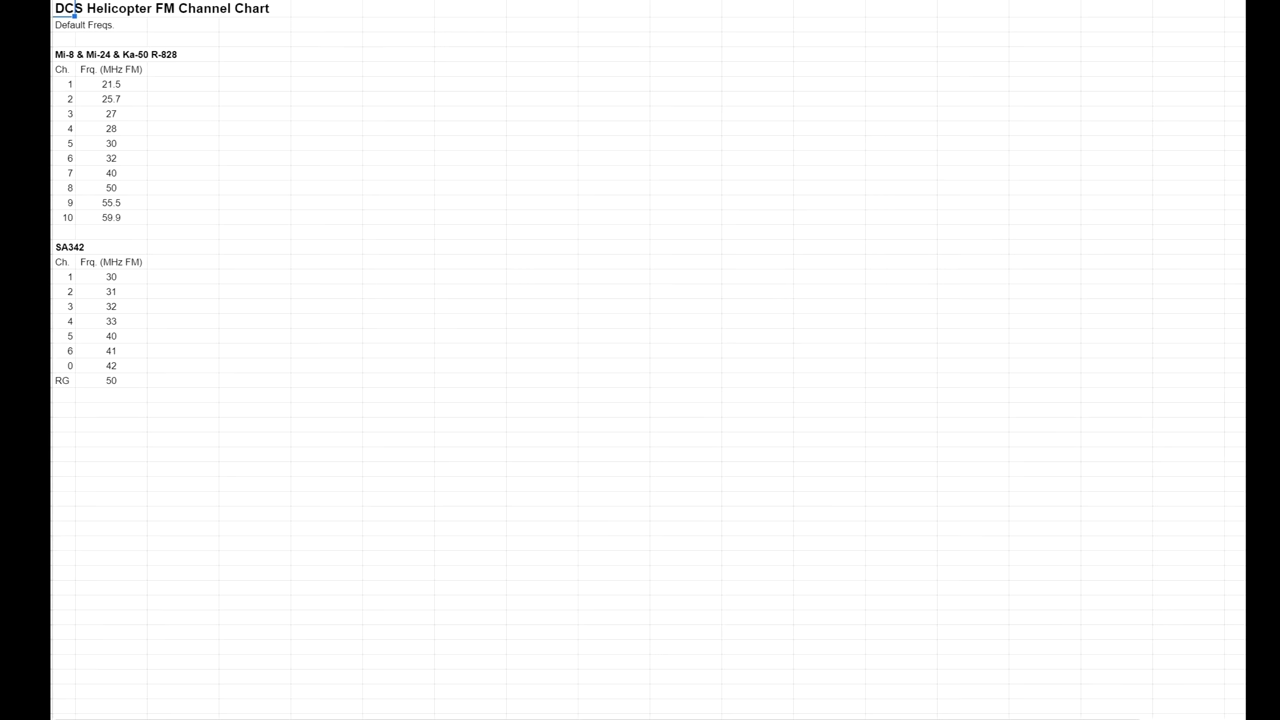 DCS Helicopter FM Channel Chart
Default Freqs.
Mi-8 & Mi-24 & Ka-50 R-828
Ch. Frq. (MHz FM)
1 21.5
2 25.7
3 27
4 28
5 30
6 32
7 40
8 50
9 55.5
10 59.9
SA342
Ch. Frq. (MHz FM)
1 30
2 31
3 32
4 33
5 40
6 41
0 42
RG 50